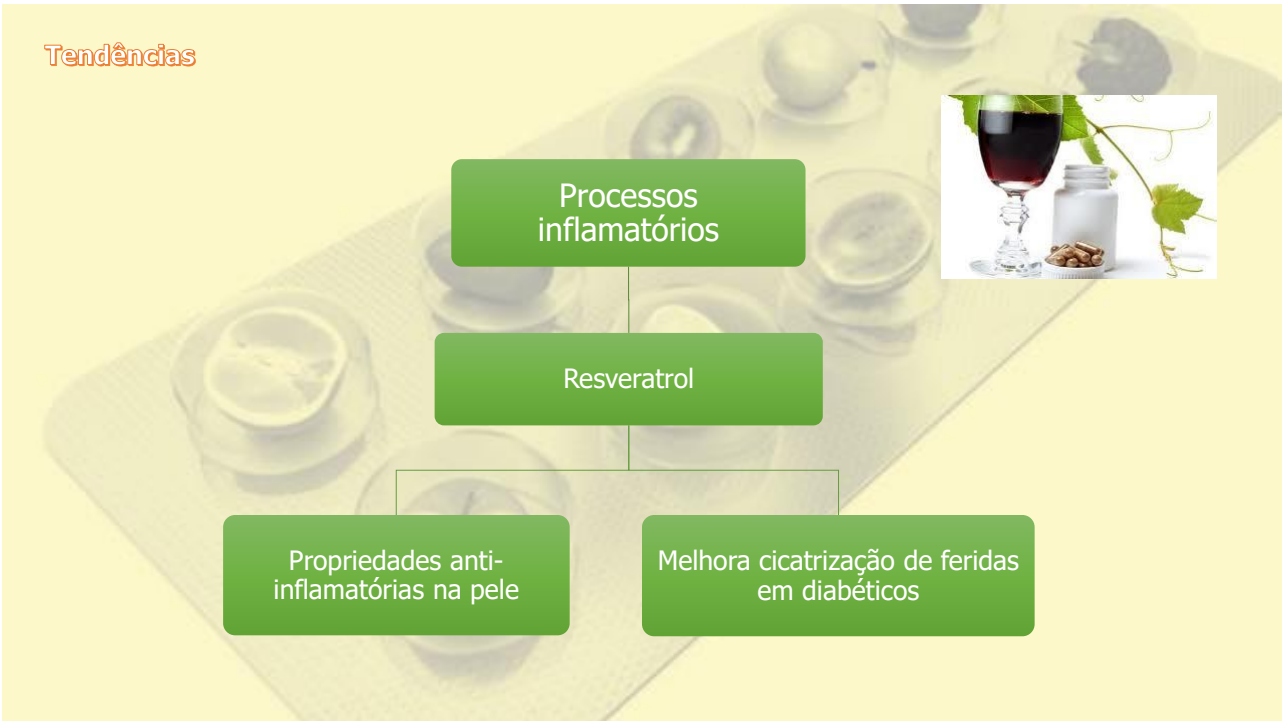 Tendências
Processos
inflamatórios
Resveratrol
Propriedades anti-
inflamatórias na pele
Melhora cicatrização de feridas
em diabéticos